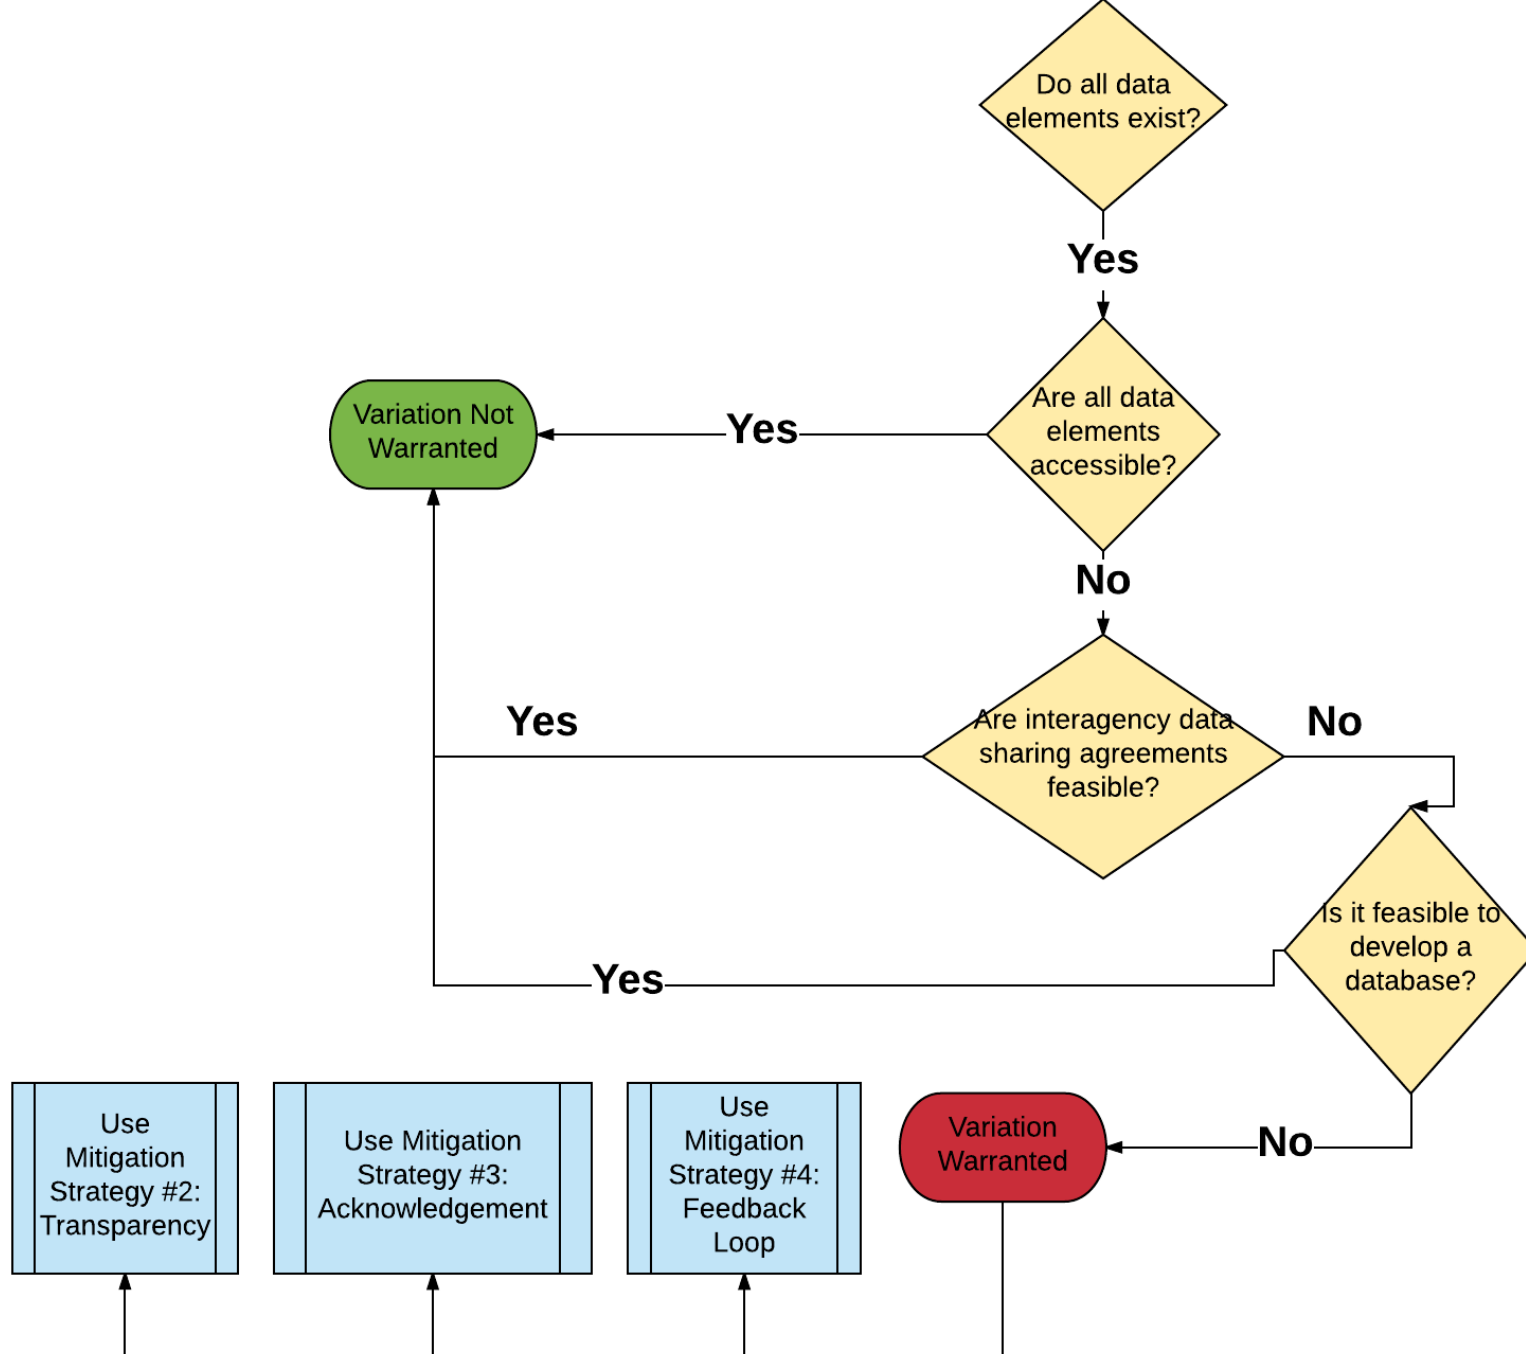 Do all data
elements exist?
Yes
Are all data
elements
accessible?
Yes
Variation Not
Warranted
No
Are interagency data
sharing agreements
feasible?
Yes
No
Is it feasible to
develop a
database?
Yes
No
Variation
Warranted
Use
Mitigation
Strategy #2:
Transparency
Use Mitigation
Strategy #3:
Acknowledgement
Use
Mitigation
Strategy #4:
Feedback
Loop